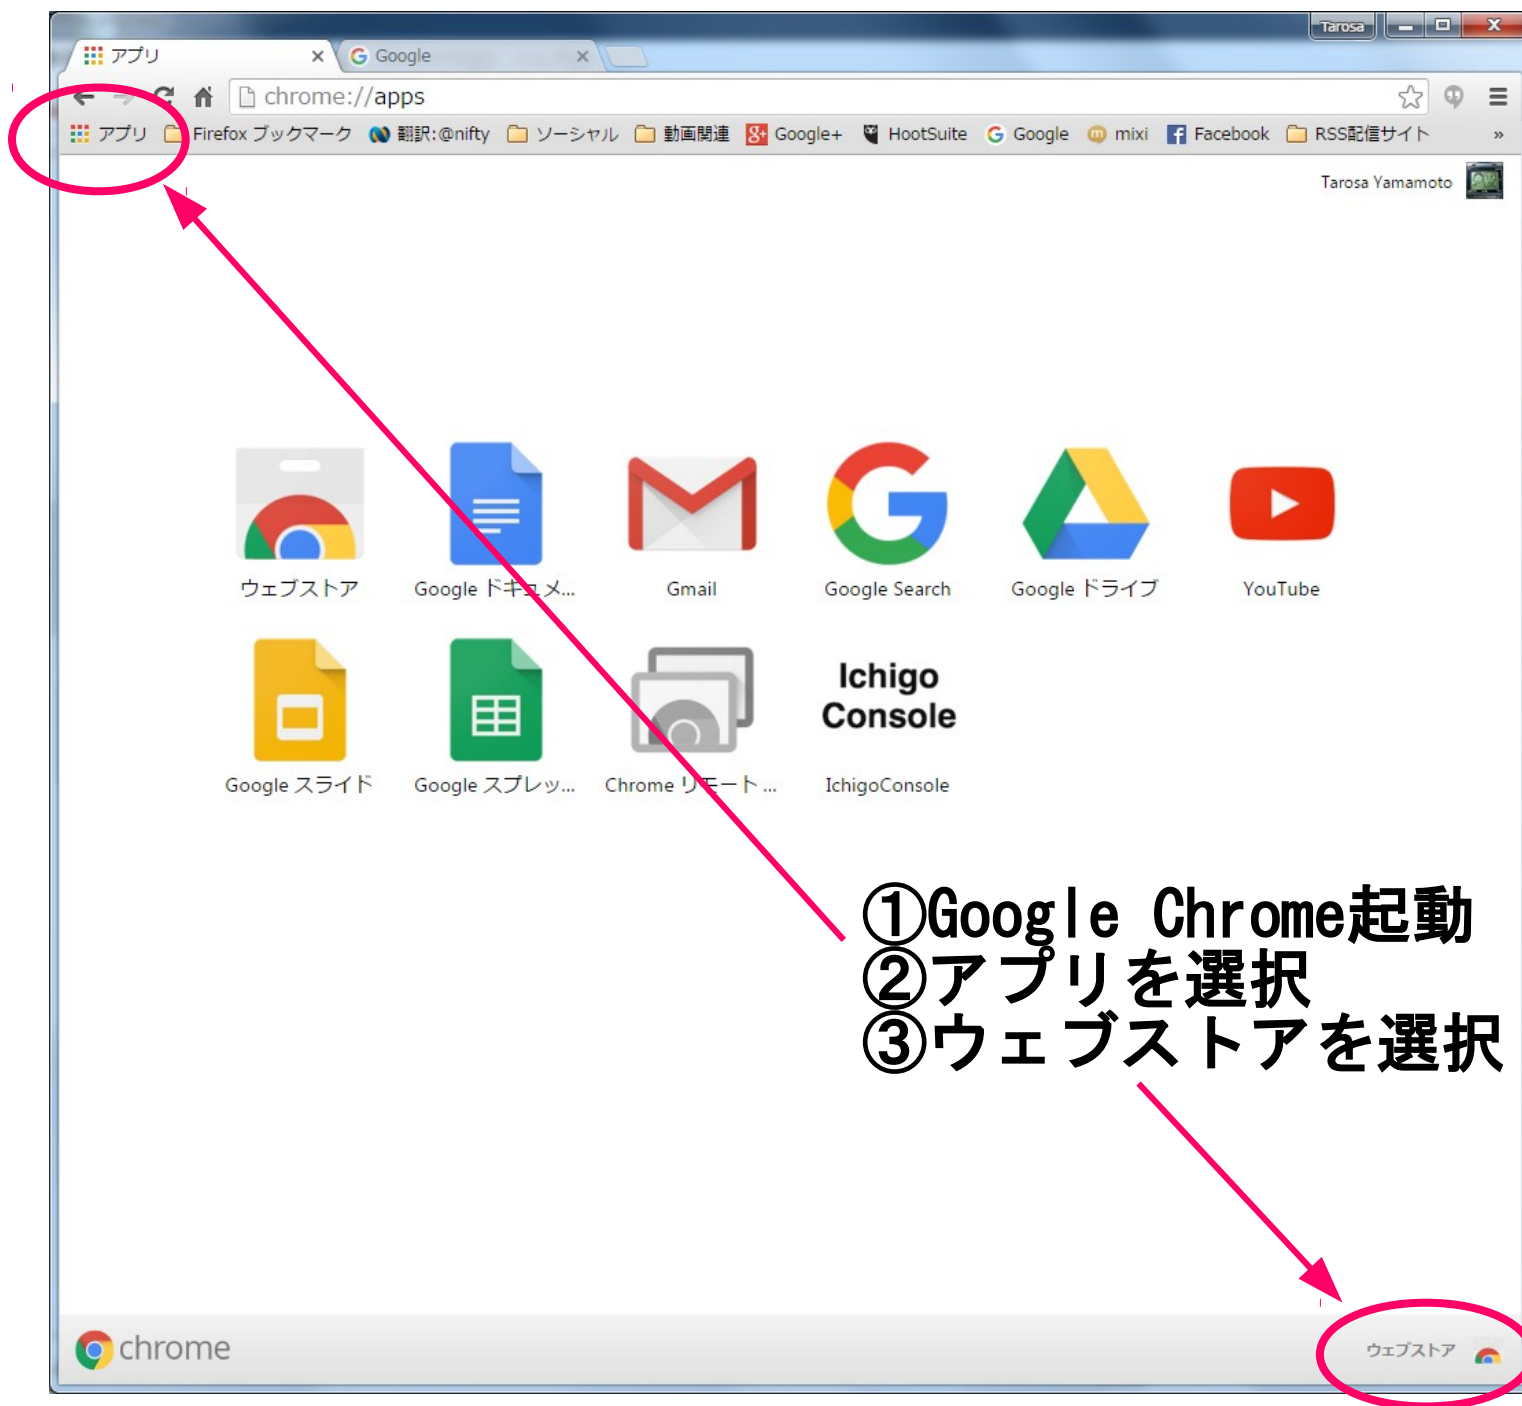 Tarosa
アプリ
Google
chrome://apps
アプリ Firefox ブックマーク 翻訳:@nifty ソーシャル 動画関連 Google+ HootSuite Google mixi Facebook RSS配信サイト »
Tarosa Yamamoto
ウェブストア Google ドキュメ... Gmail Google Search Google ドライブ YouTube
Ichigo
Console
Google スライド Google スプレッ... Chrome リモート ... IchigoConsole
①Google Chrome起動
②アプリを選択
③ウェブストアを選択
chrome
ウェブストア